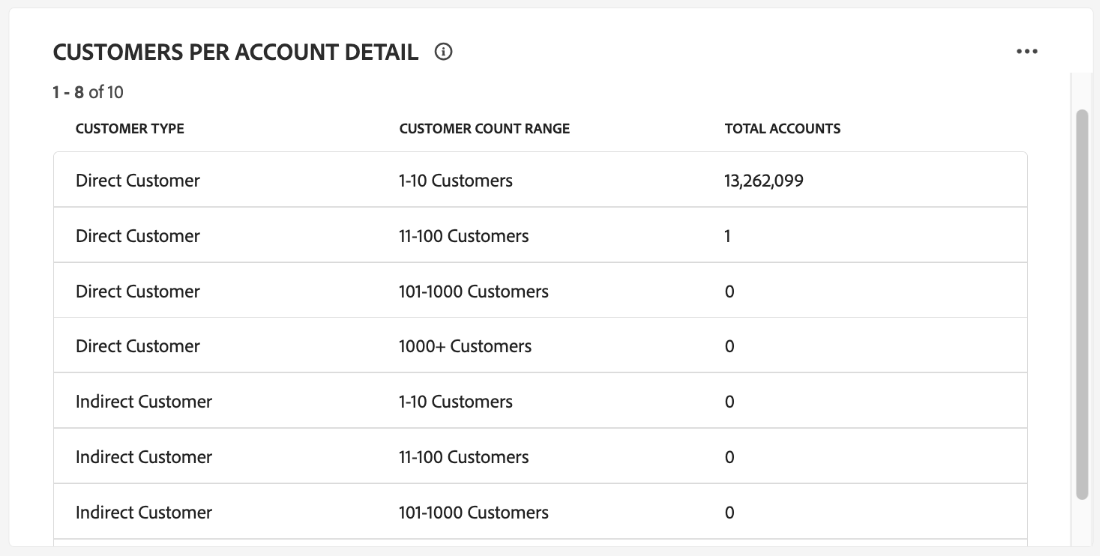 CUSTOMERS PER ACCOUNT DETAIL
1 - 8 of 10
CUSTOMER TYPE CUSTOMER COUNT RANGE TOTAL ACCOUNTS
Direct Customer 1-10 Customers 13,262,099
Direct Customer 11-100 Customers 1
Direct Customer 101-1000 Customers 0
Direct Customer 1000+ Customers 0
Indirect Customer 1-10 Customers 0
Indirect Customer 11-100 Customers 0
Indirect Customer 101-1000 Customers 0